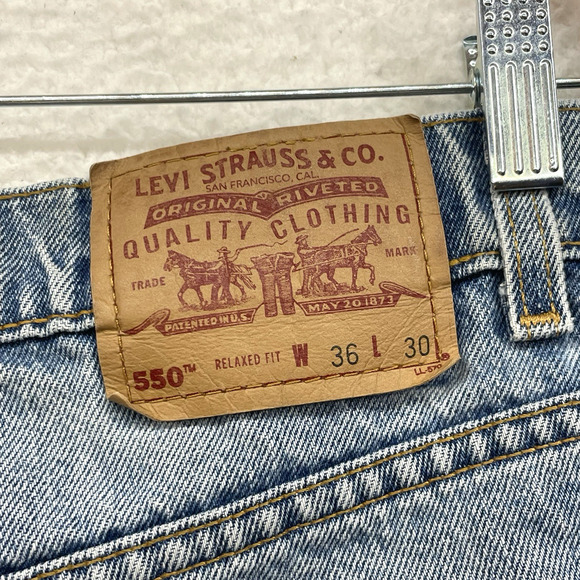 LEVI STRAUSS & CO.
SAN FRANCISCO, CAL.
ORIGINAL RIVETED
QUALITY CLOTHING
TRADE MARK
PATENTED IN U.S. MAY 20 1873
550™ RELAXED FIT W 36 L 30